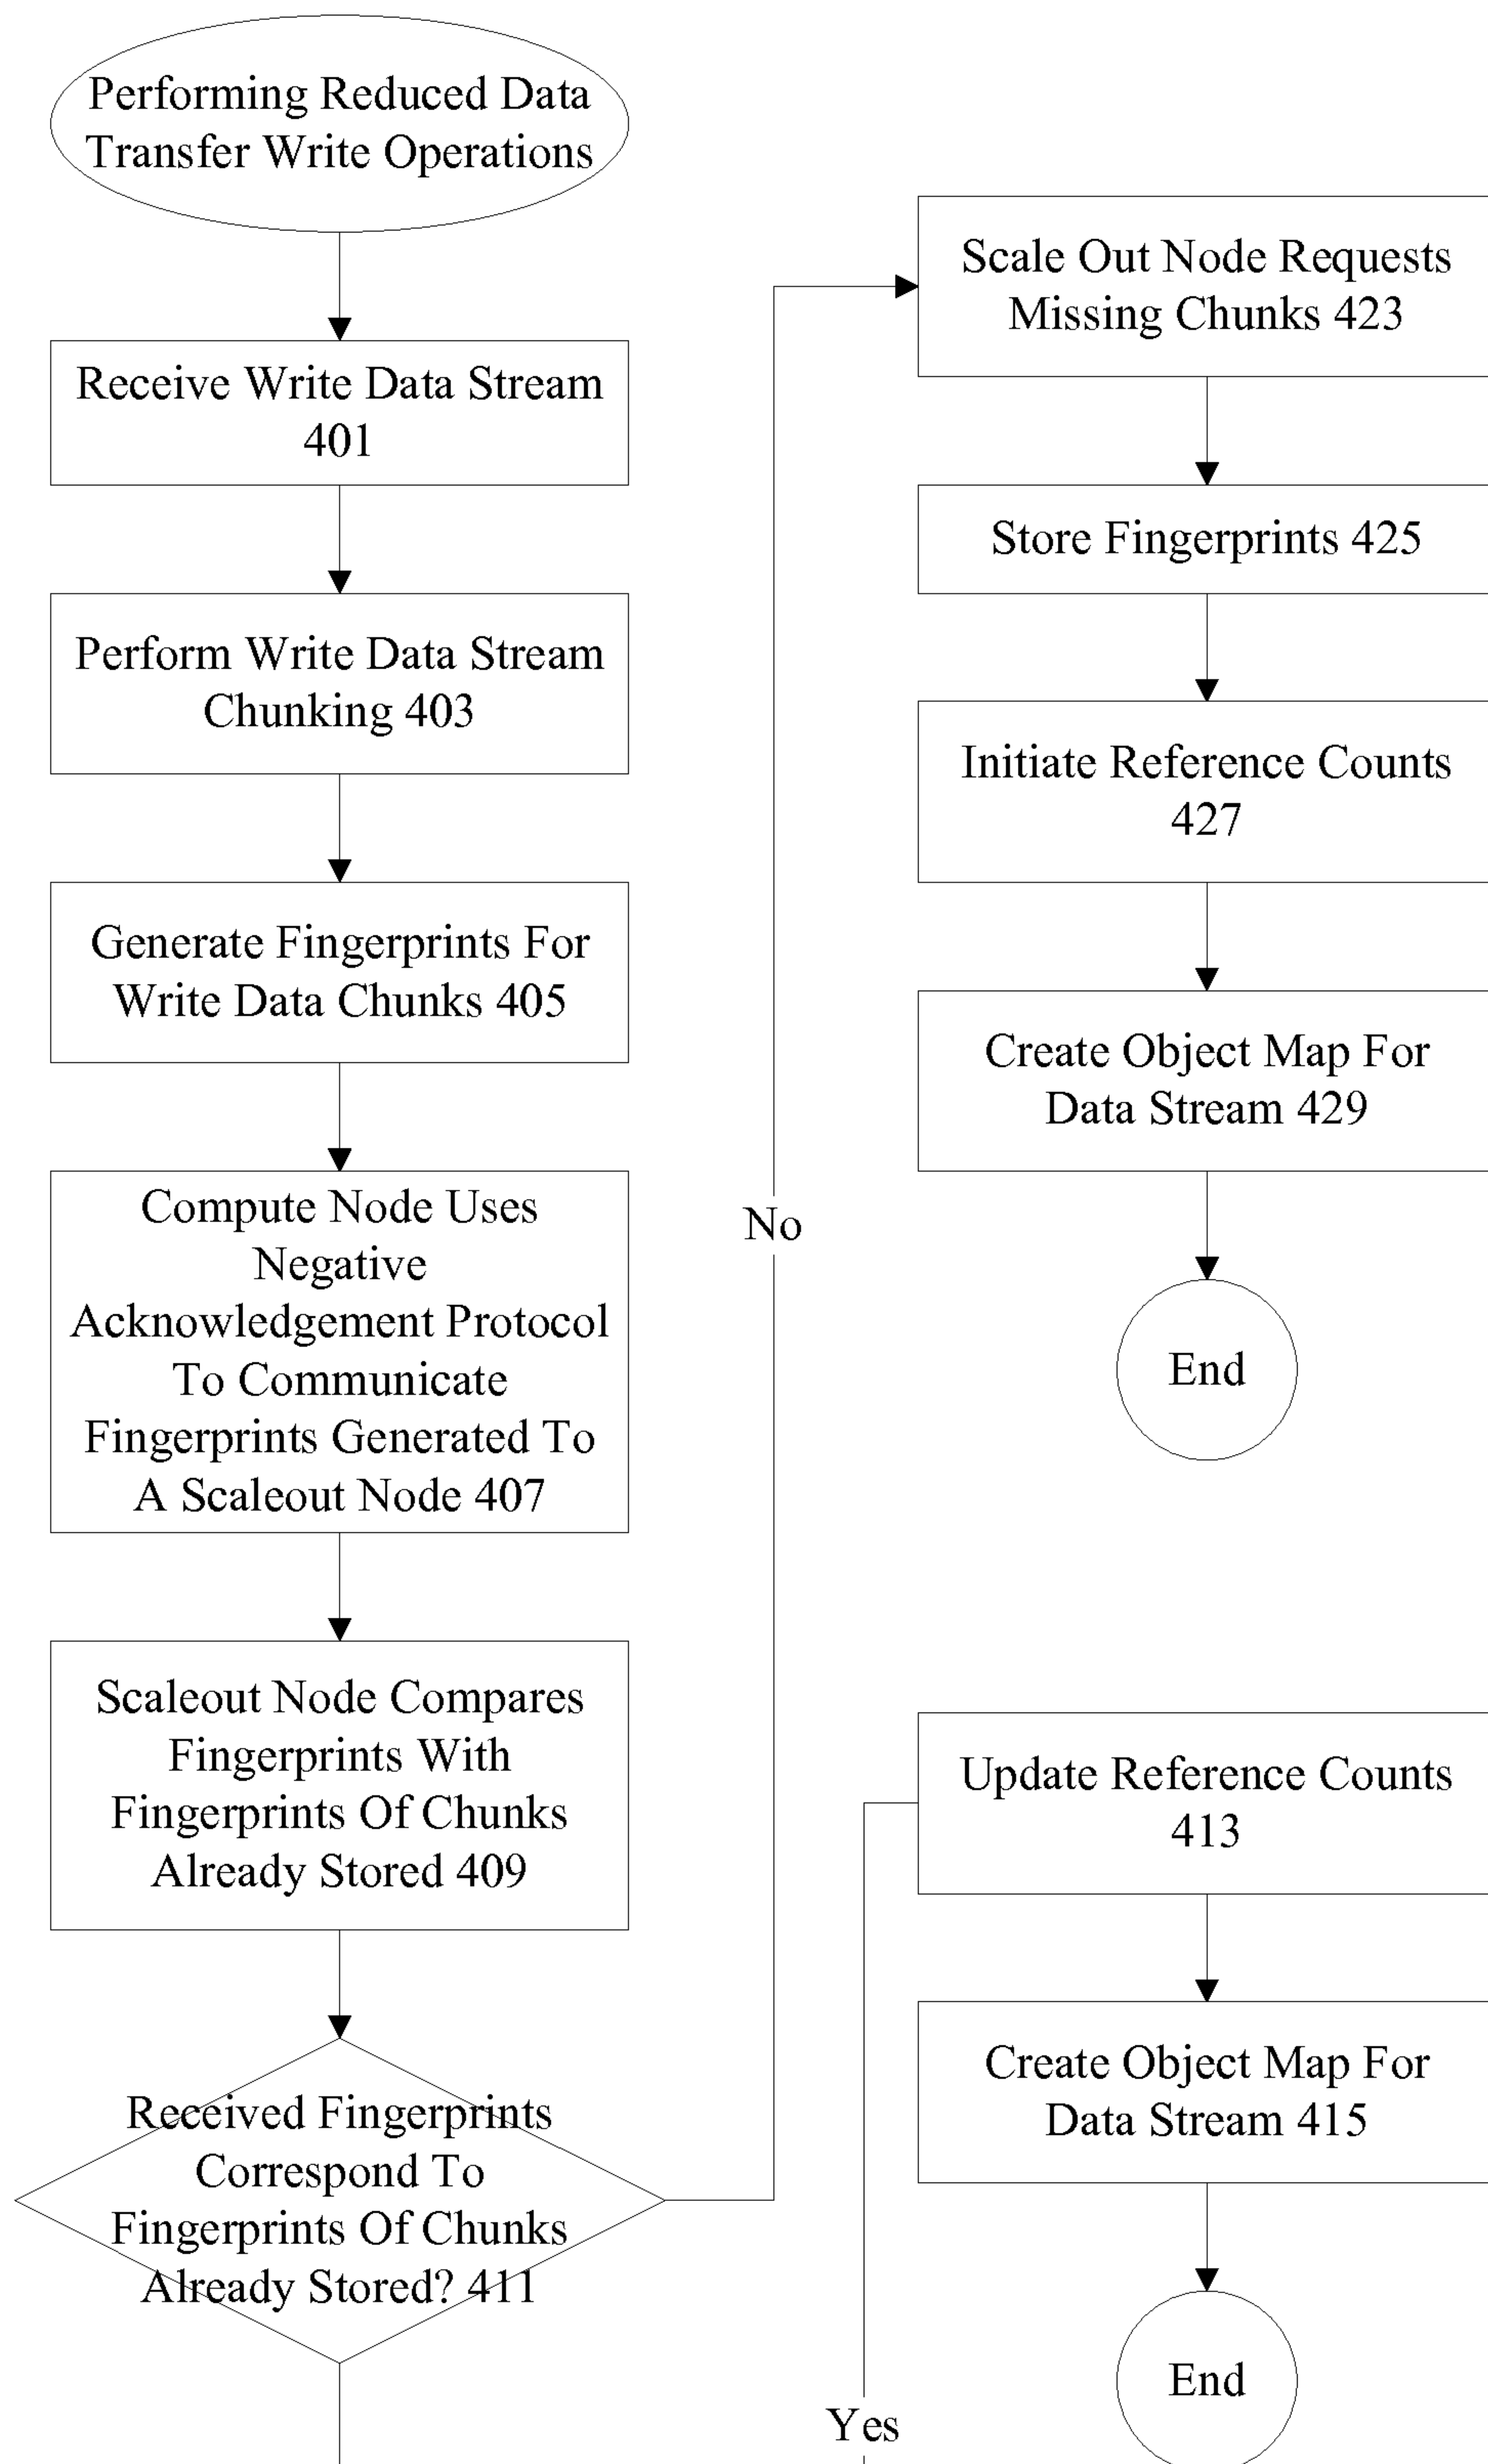 Performing Reduced Data
Transfer Write Operations
Receive Write Data Stream
401
Perform Write Data Stream
Chunking 403
Generate Fingerprints For
Write Data Chunks 405
Compute Node Uses
Negative
Acknowledgement Protocol
To Communicate
Fingerprints Generated To
A Scaleout Node 407
Scaleout Node Compares
Fingerprints With
Fingerprints Of Chunks
Already Stored 409
Received Fingerprints
Correspond To
Fingerprints Of Chunks
Already Stored? 411
No
Scale Out Node Requests
Missing Chunks 423
Store Fingerprints 425
Initiate Reference Counts
427
Create Object Map For
Data Stream 429
End
Yes
Update Reference Counts
413
Create Object Map For
Data Stream 415
End